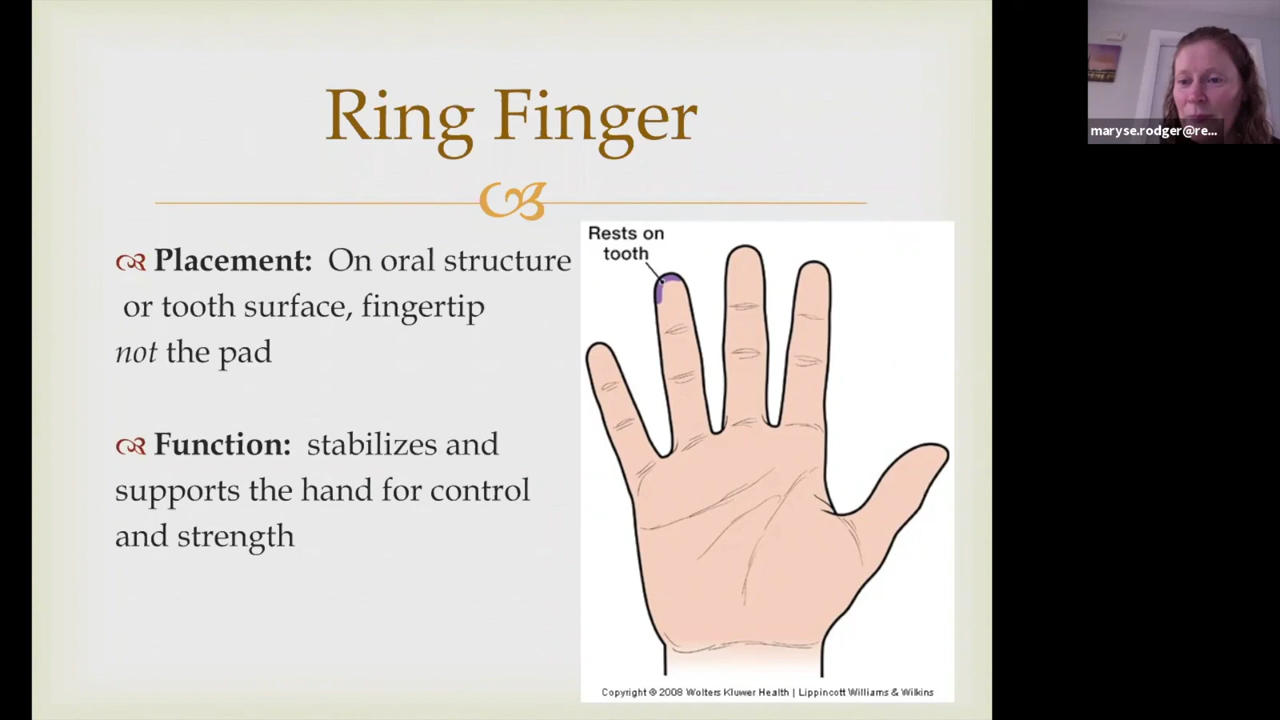 Ring Finger
Placement: On oral structure
or tooth surface, fingertip
not the pad
Function: stabilizes and
supports the hand for control
and strength
Rests on
tooth
Copyright © 2008 Wolters Kluwer Health | Lippincott Williams & Wilkins
maryse.rodger@re...